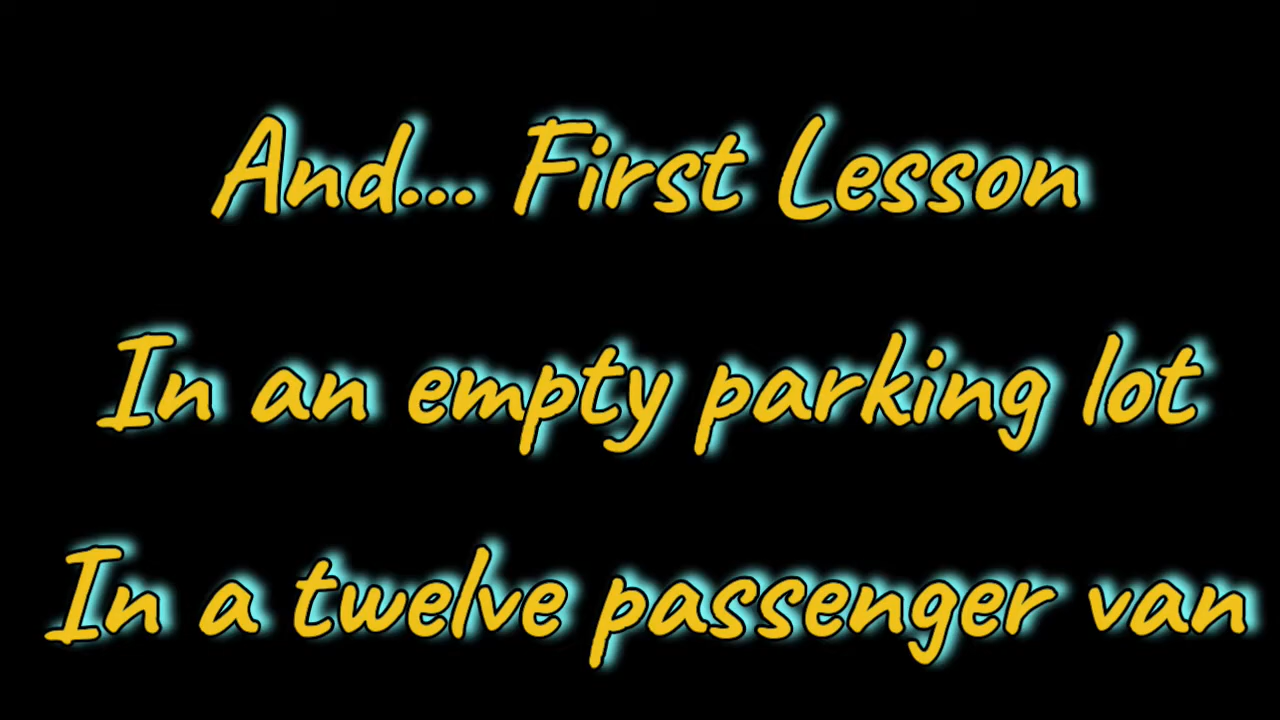 And... First Lesson
In an empty parking lot
In a twelve passenger van